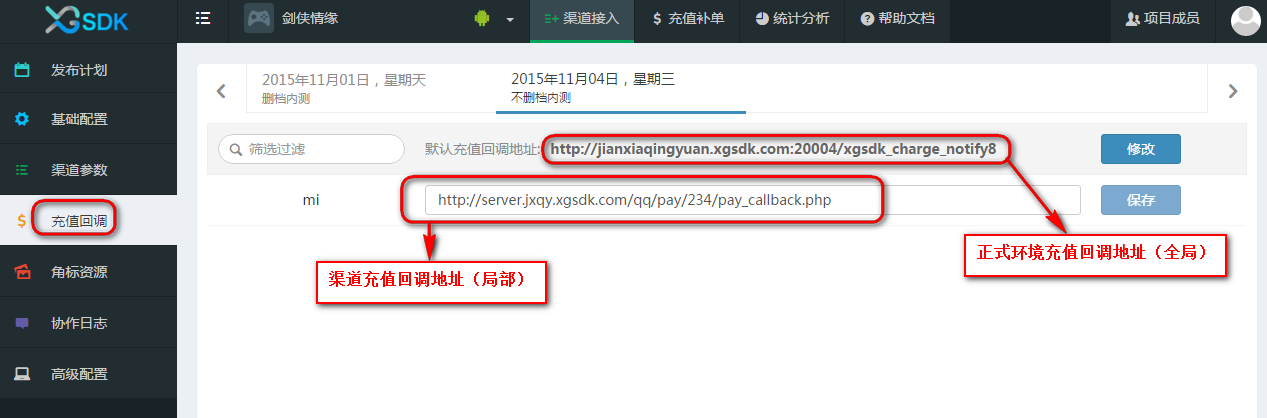 XGSDK
剑侠情缘
渠道接入
$ 充值补单
统计分析
帮助文档
项目成员
发布计划
基础配置
渠道参数
$ 充值回调
角标资源
协作日志
高级配置
2015年11月01日，星期天
删档内测
2015年11月04日，星期三
不删档内测
筛选过滤
默认充值回调地址: http://jianxiaqingyuan.xgsdk.com:20004/xgsdk_charge_notify8
修改
mi
http://server.jxqy.xgsdk.com/qq/pay/234/pay_callback.php
保存
渠道充值回调地址（局部）
正式环境充值回调地址（全局）